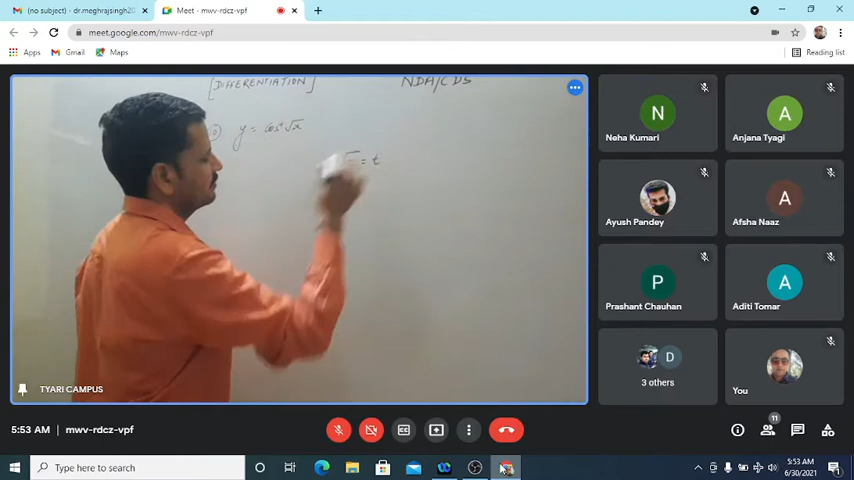 (no subject) - dr.meghrajsingh20
Meet - mwv-rdcz-vpf
meet.google.com/mwv-rdcz-vpf
Reading list
Apps
Gmail
Maps
[DIFFERENTIATION]
NDA/CDS
= t
N
Neha Kumari
A
Anjana Tyagi
Ayush Pandey
A
Afsha Naaz
P
Prashant Chauhan
A
Aditi Tomar
D
3 others
You
TYARI CAMPUS
5:53 AM | mwv-rdcz-vpf
11
Type here to search
5:53 AM
6/30/2021